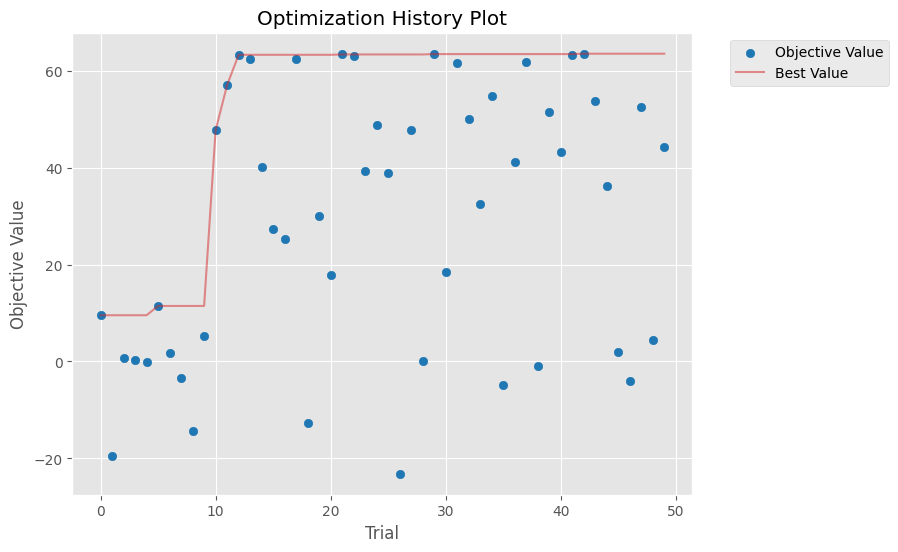 Optimization History Plot
Objective Value
Best Value
Objective Value
60
40
20
0
−20
0 10 20 30 40 50
Trial